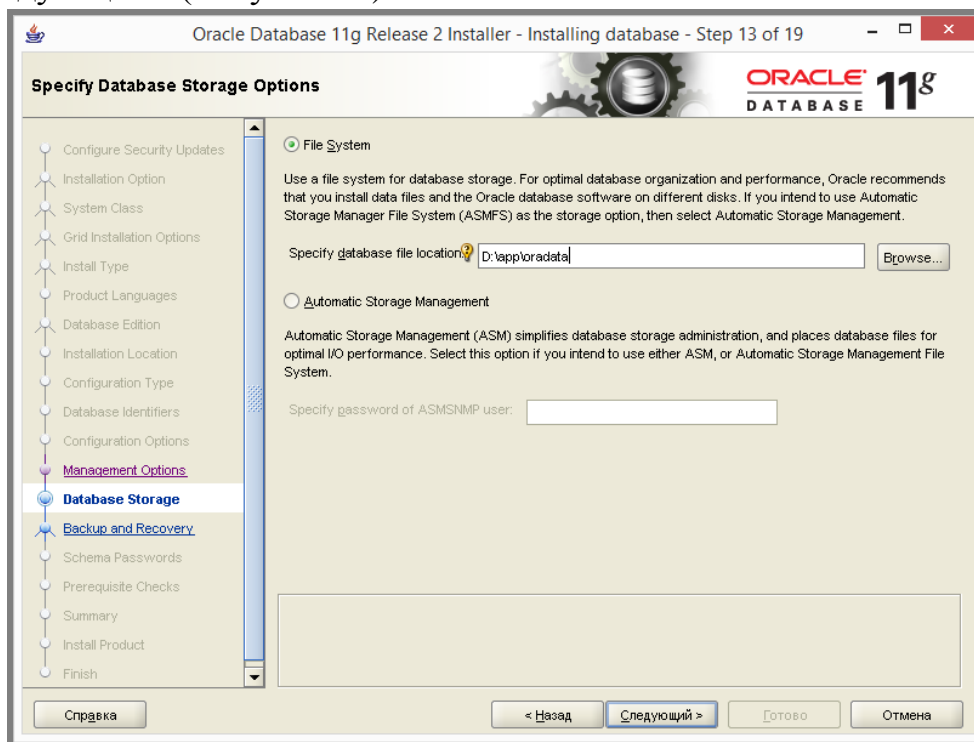 Oracle Database 11g Release 2 Installer - Installing database - Step 13 of 19
Specify Database Storage Options
ORACLE DATABASE 11g
Configure Security Updates
Installation Option
System Class
Grid Installation Options
Install Type
Product Languages
Database Edition
Installation Location
Configuration Type
Database Identifiers
Configuration Options
Management Options
Database Storage
Backup and Recovery
Schema Passwords
Prerequisite Checks
Summary
Install Product
Finish
File System
Use a file system for database storage. For optimal database organization and performance, Oracle recommends
that you install data files and the Oracle database software on different disks. If you intend to use Automatic
Storage Manager File System (ASMFS) as the storage option, then select Automatic Storage Management.
Specify database file location: D:\app\oradata Browse...
Automatic Storage Management
Automatic Storage Management (ASM) simplifies database storage administration, and places database files for
optimal I/O performance. Select this option if you intend to use either ASM, or Automatic Storage Management File
System.
Specify password of ASMSNMP user:
Справка < Назад Следующий > Готово Отмена